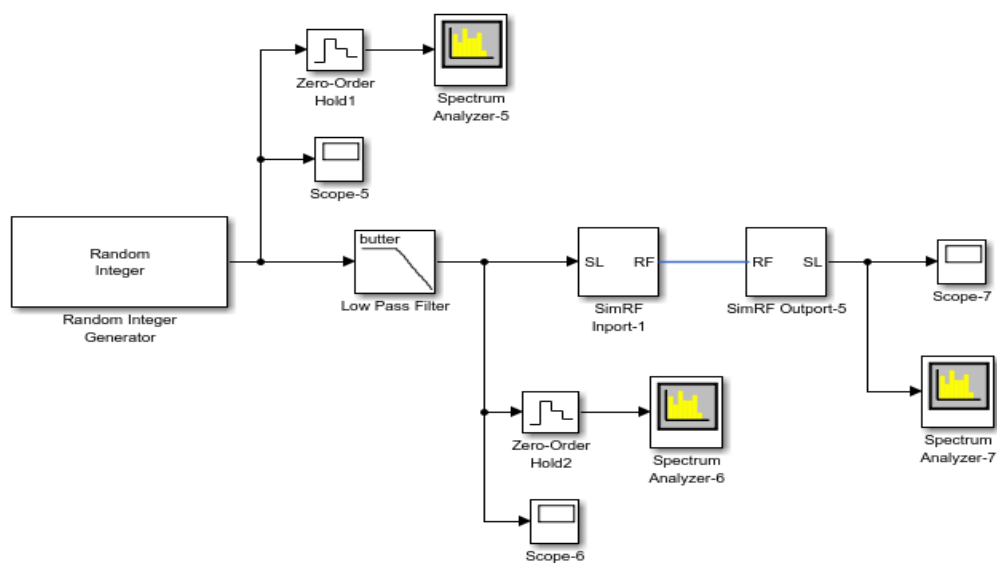 Zero-Order
Hold1
Spectrum
Analyzer-5
Scope-5
Random
Integer
Random Integer
Generator
butter
Low Pass Filter
SL
RF
SimRF
Inport-1
RF
SL
SimRF Outport-5
Scope-7
Spectrum
Analyzer-7
Zero-Order
Hold2
Spectrum
Analyzer-6
Scope-6